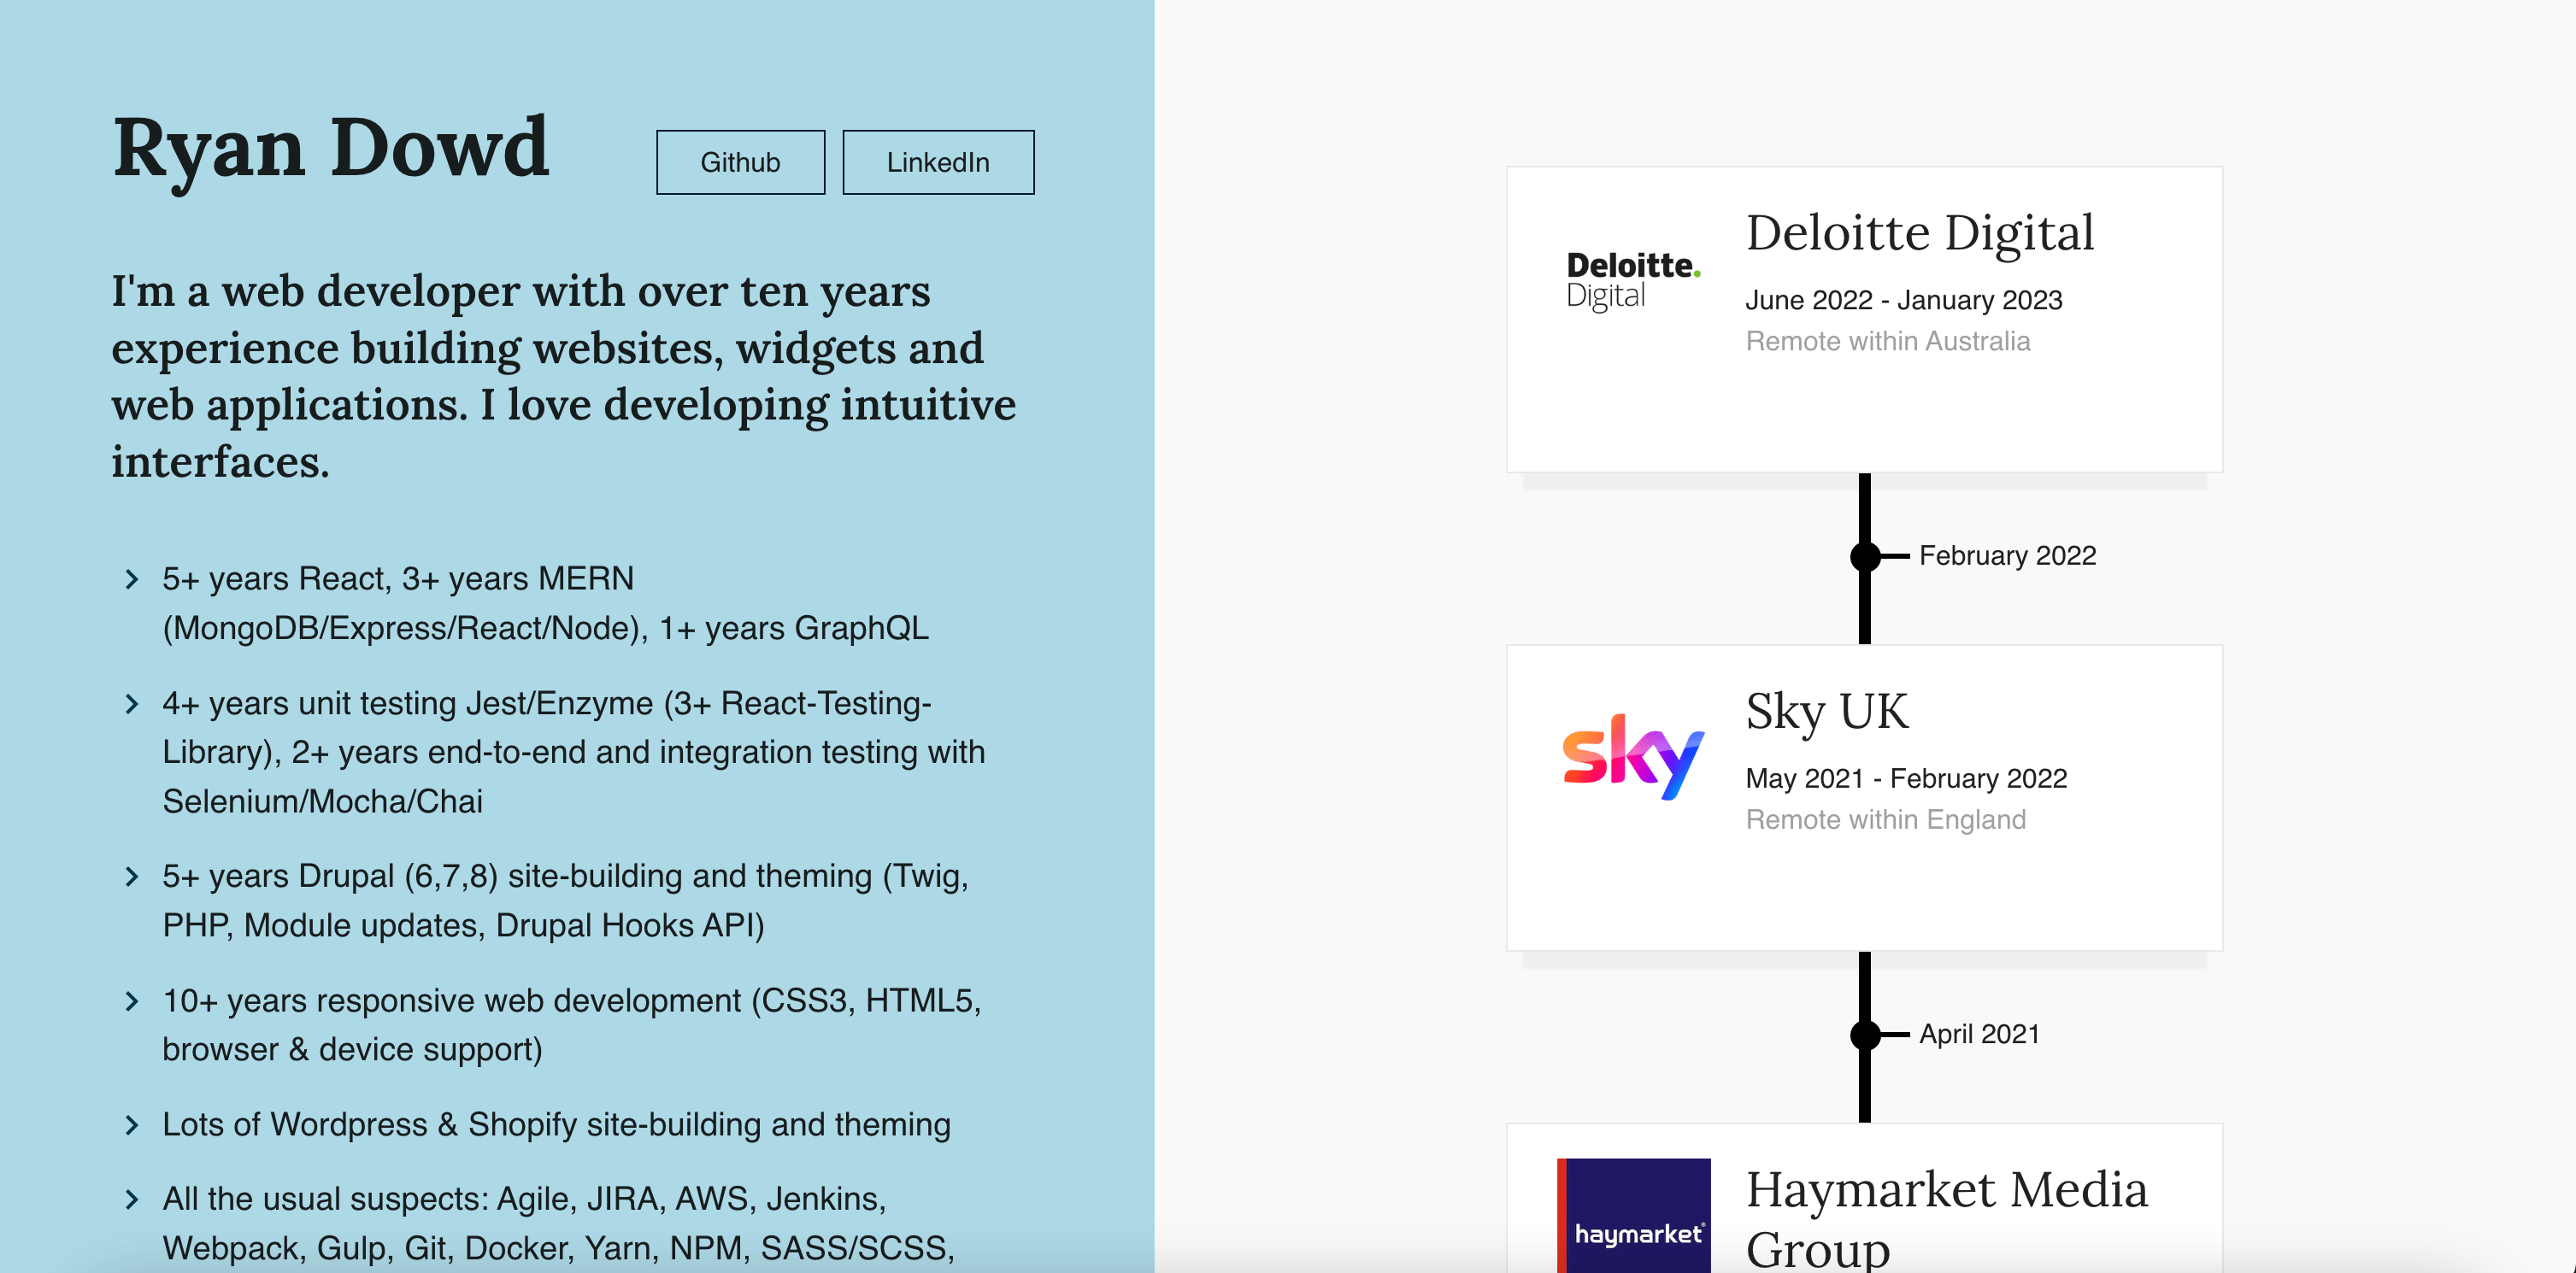 Ryan Dowd
Github
LinkedIn
I'm a web developer with over ten years
experience building websites, widgets and
web applications. I love developing intuitive
interfaces.
5+ years React, 3+ years MERN
(MongoDB/Express/React/Node), 1+ years GraphQL
4+ years unit testing Jest/Enzyme (3+ React-Testing-
Library), 2+ years end-to-end and integration testing with
Selenium/Mocha/Chai
5+ years Drupal (6,7,8) site-building and theming (Twig,
PHP, Module updates, Drupal Hooks API)
10+ years responsive web development (CSS3, HTML5,
browser & device support)
Lots of Wordpress & Shopify site-building and theming
All the usual suspects: Agile, JIRA, AWS, Jenkins,
Webpack, Gulp, Git, Docker, Yarn, NPM, SASS/SCSS,
Deloitte.
Digital
Deloitte Digital
June 2022 - January 2023
Remote within Australia
February 2022
sky
Sky UK
May 2021 - February 2022
Remote within England
April 2021
haymarket®
Haymarket Media
Group